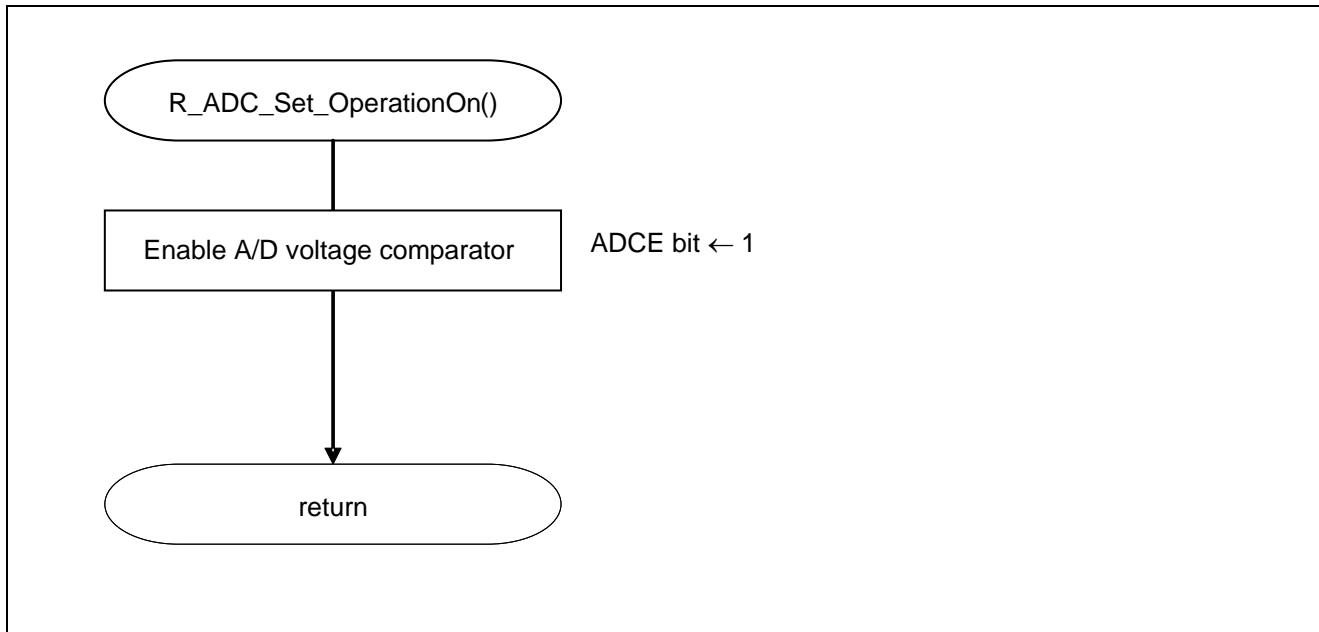 R_ADC_Set_OperationOn()
Enable A/D voltage comparator
ADCE bit ← 1
return